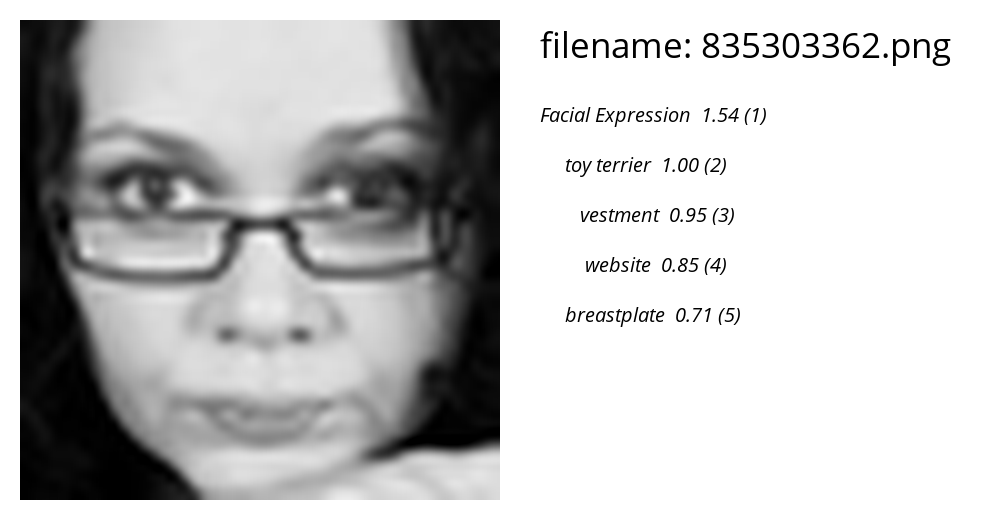 filename: 835303362.png
Facial Expression 1.54 (1)
toy terrier 1.00 (2)
vestment 0.95 (3)
website 0.85 (4)
breastplate 0.71 (5)